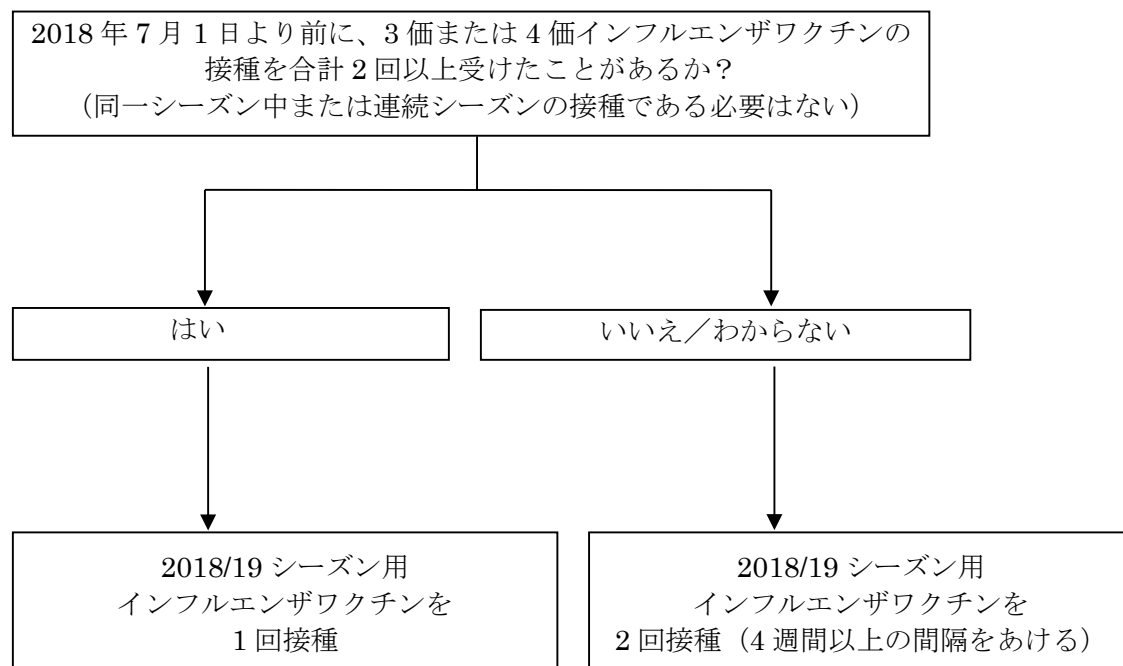 2018 年 7 月 1 日より前に、3 価または 4 価インフルエンザワクチンの
接種を合計 2 回以上受けたことがあるか？
（同一シーズン中または連続シーズンの接種である必要はない）
はい
いいえ／わからない
2018/19 シーズン用
インフルエンザワクチンを
1 回接種
2018/19 シーズン用
インフルエンザワクチンを
2 回接種（4 週間以上の間隔をあける）